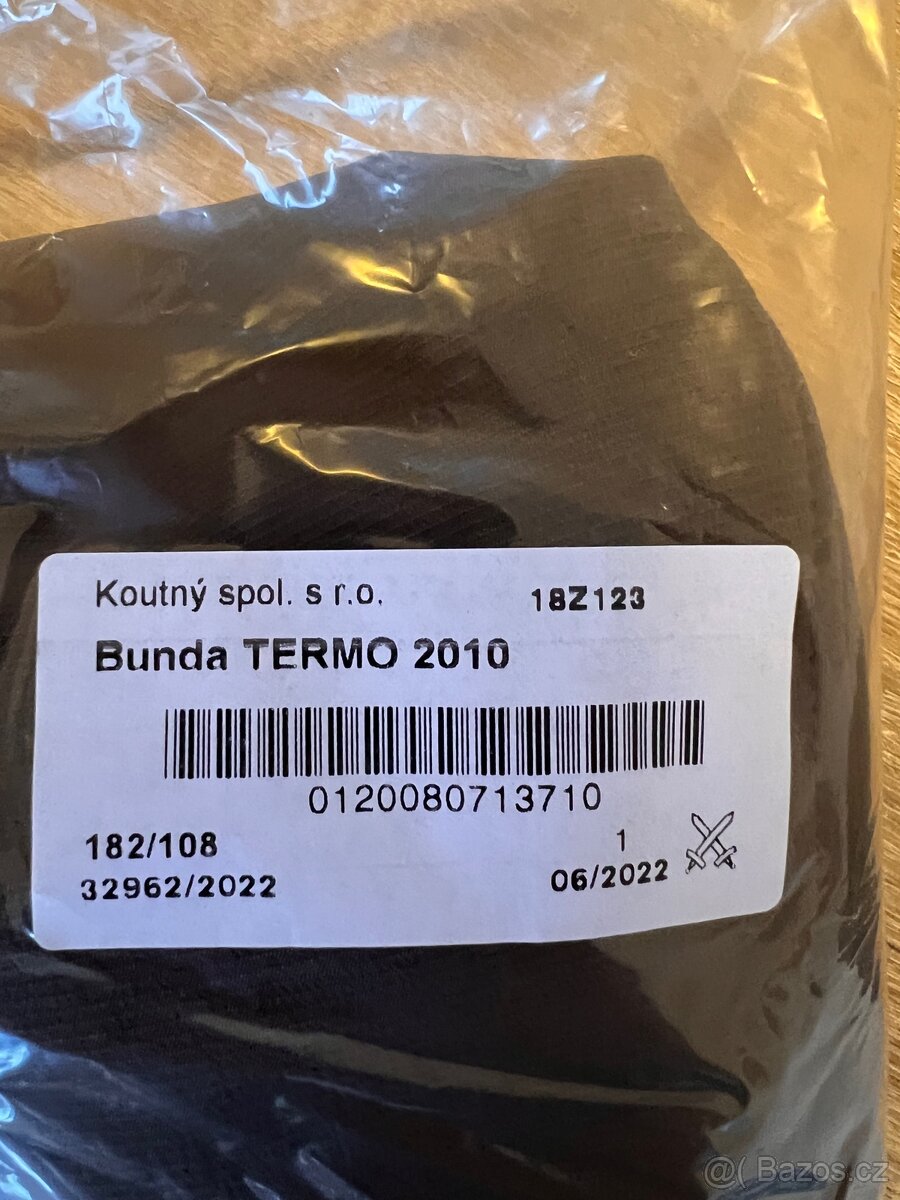 Koutný spol. s r.o. 18Z123
Bunda TERMO 2010
0120080713710
182/108 1
32962/2022 06/2022
@( Bazos.cz